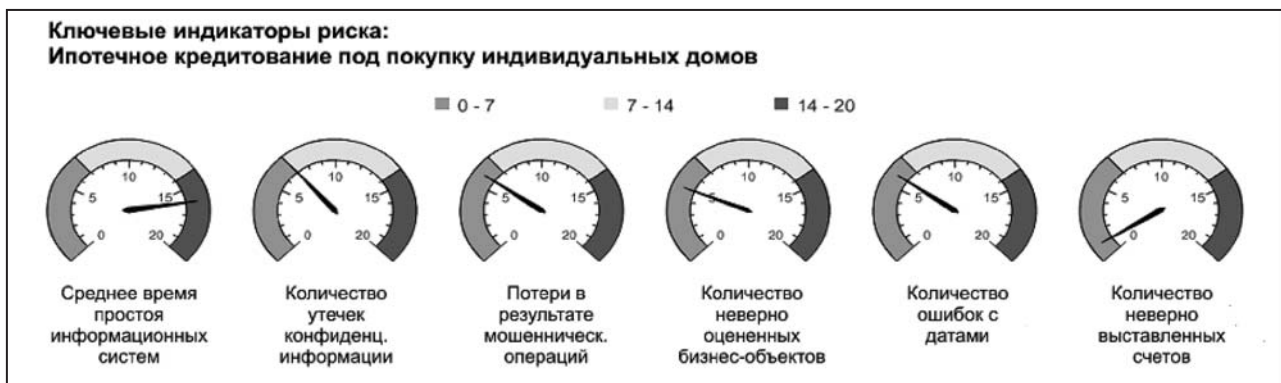 Ключевые индикаторы риска:
Ипотечное кредитование под покупку индивидуальных домов
0 - 7
7 - 14
14 - 20
0
5
10
15
20
Среднее время
простоя
информационных
систем
0
5
10
15
20
Количество
утечек
конфиденц.
информации
0
5
10
15
20
Потери в
результате
мошенническ.
операций
0
5
10
15
20
Количество
неверно
оцененных
бизнес-объектов
0
5
10
15
20
Количество
ошибок с
датами
0
5
10
15
20
Количество
неверно
выставленных
счетов